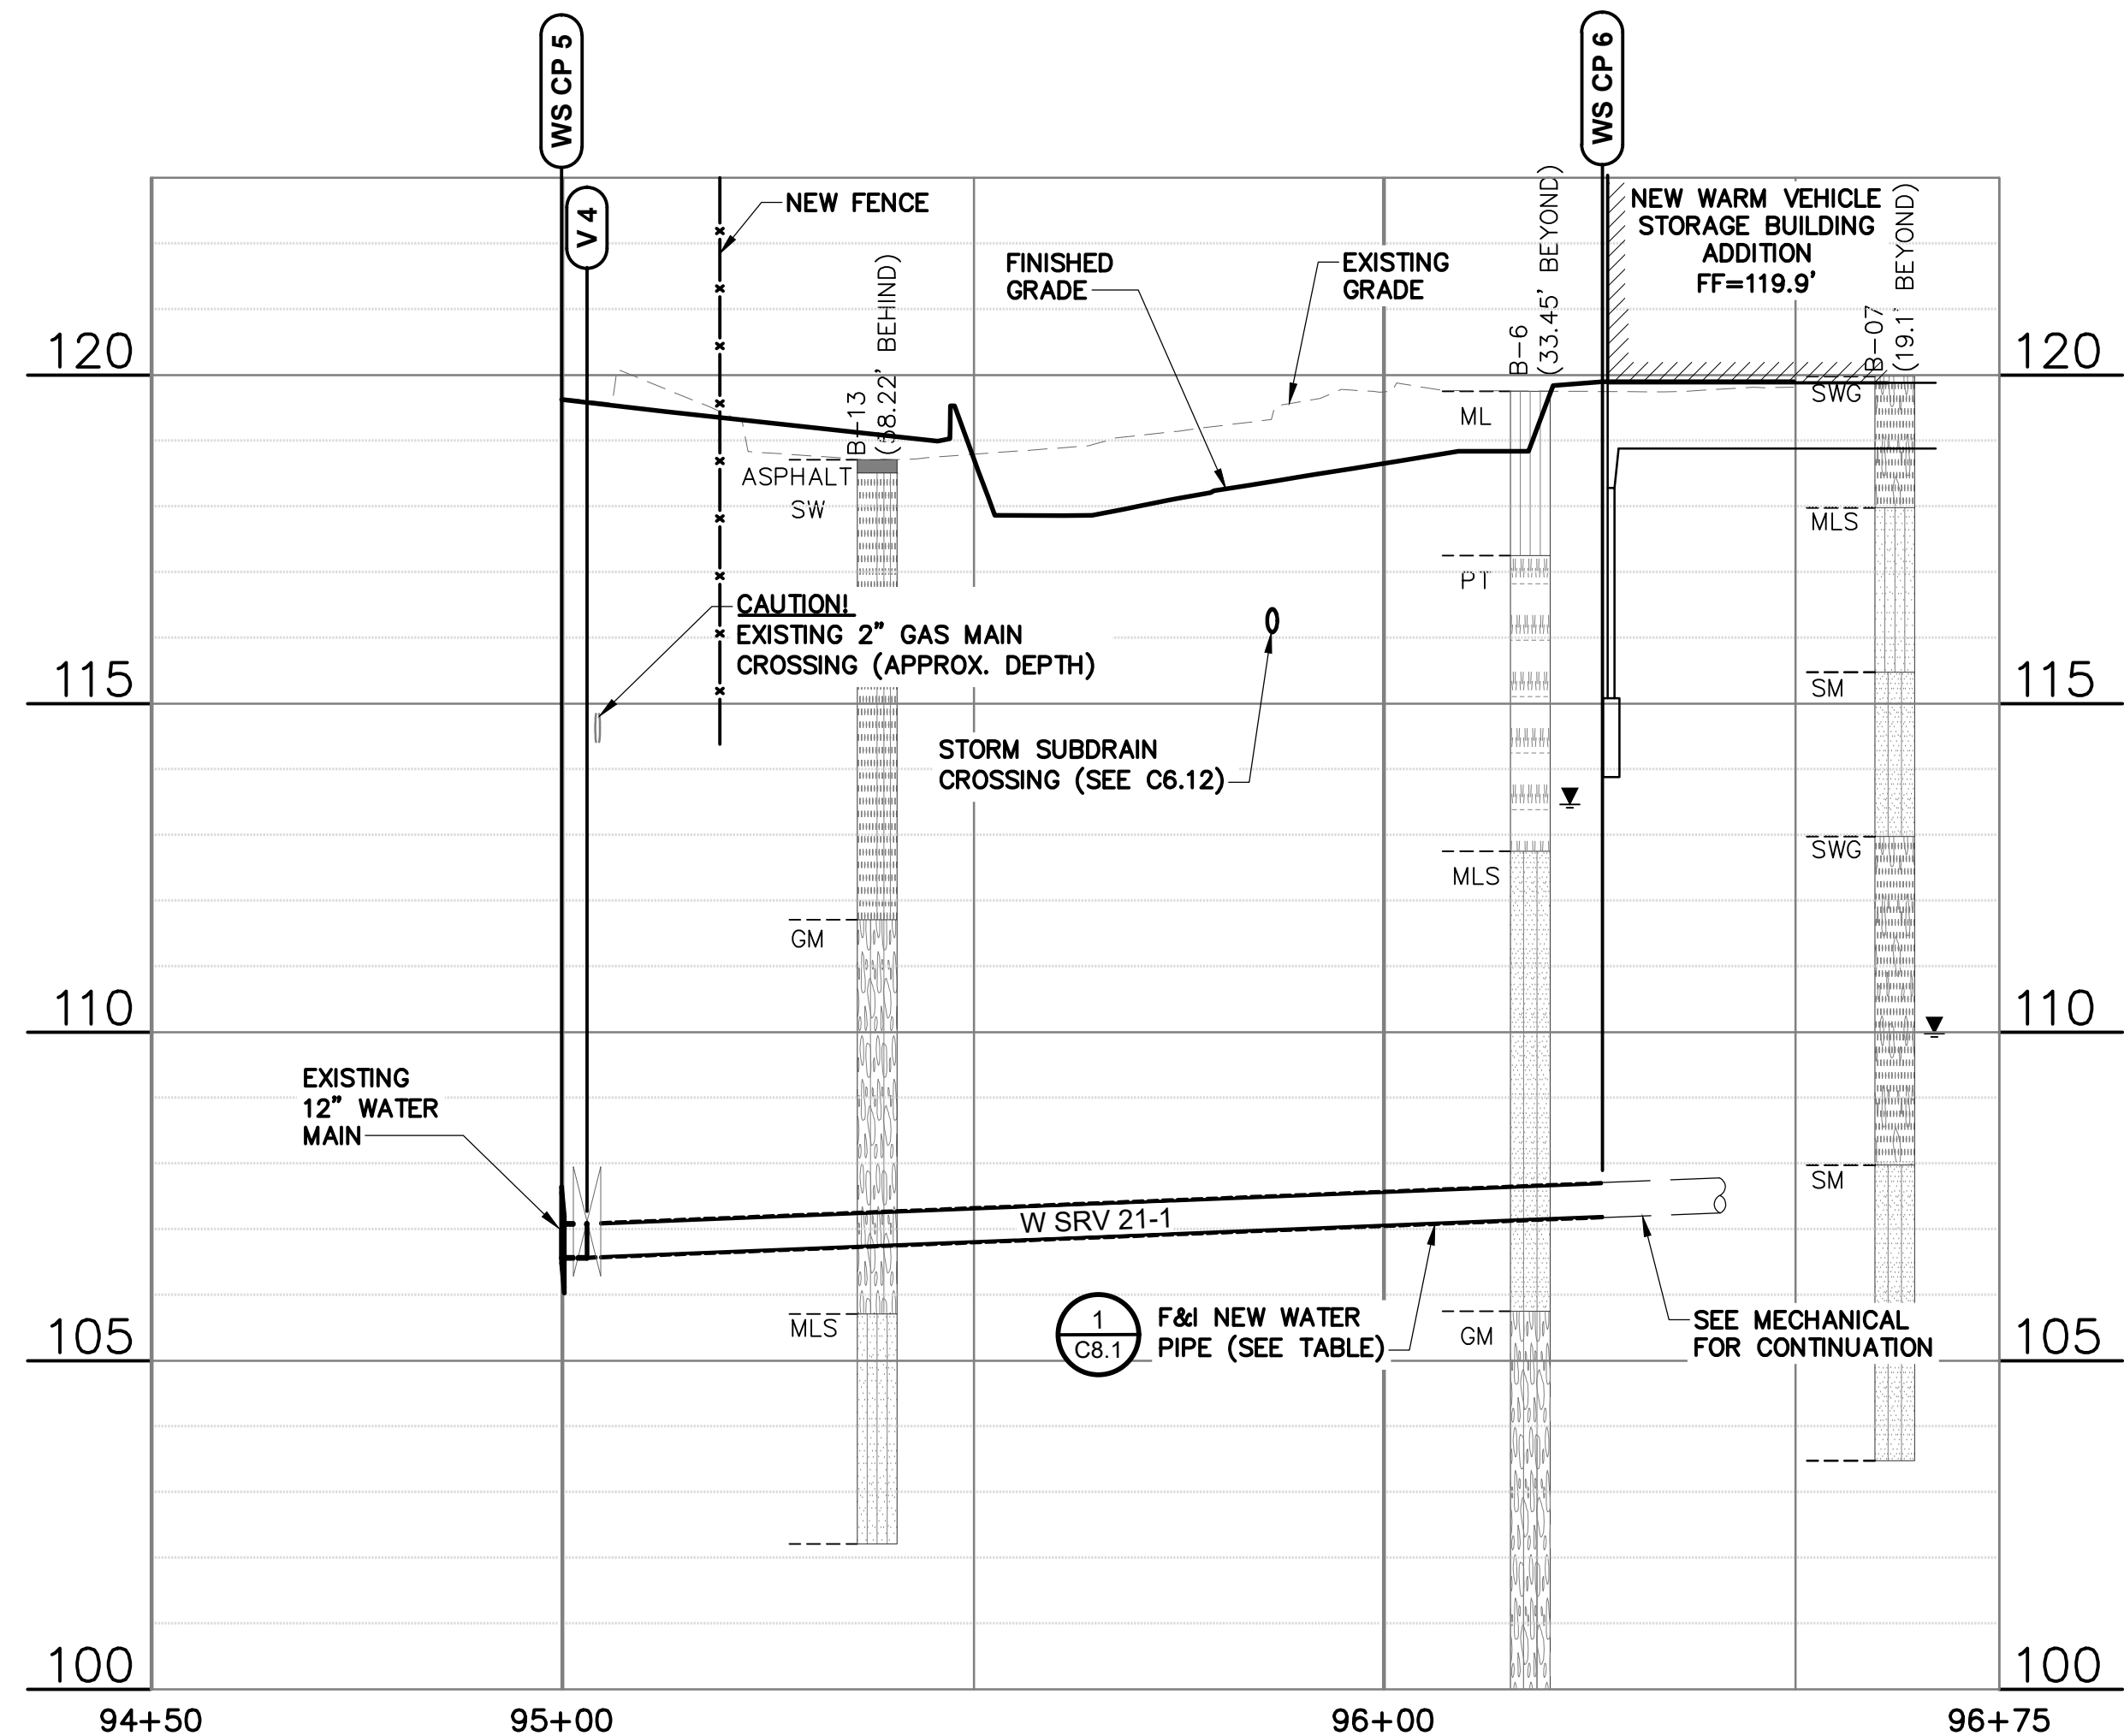 WS CP 5
WS CP 6
V 4
NEW FENCE
NEW WARM VEHICLE
STORAGE BUILDING
ADDITION
FF=119.9'
B-13
(58.22' BEHIND)
FINISHED
GRADE
EXISTING
GRADE
B-6
(33.45' BEYOND)
B-07
(19.1' BEYOND)
120
120
SWG
ML
ASPHALT
SW
MLS
PT
CAUTION!
EXISTING 2" GAS MAIN
CROSSING (APPROX. DEPTH)
115
115
SM
STORM SUBDRAIN
CROSSING (SEE C6.12)
SWG
MLS
GM
110
110
EXISTING
12" WATER
MAIN
SM
W SRV 21-1
1
C8.1
F&I NEW WATER
PIPE (SEE TABLE)
SEE MECHANICAL
FOR CONTINUATION
MLS
GM
105
105
100
100
94+50
95+00
96+00
96+75